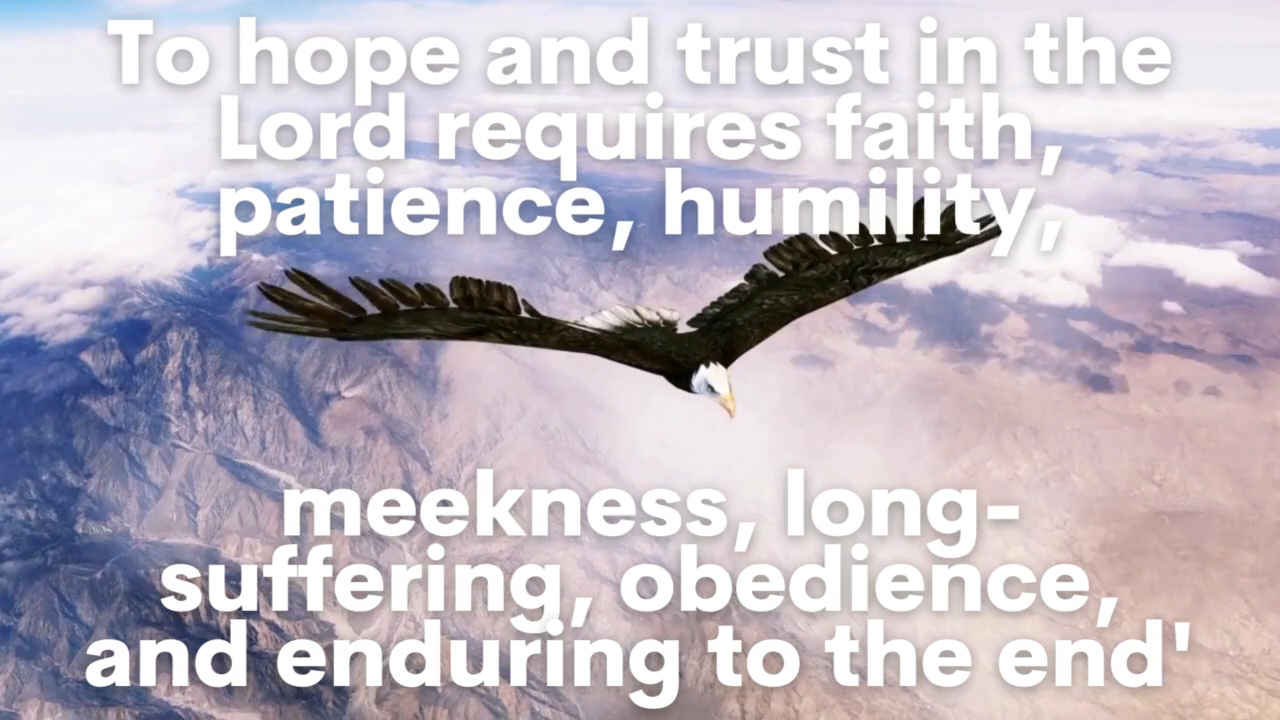 To hope and trust in the
Lord requires faith,
patience, humility,
meekness, long-
suffering, obedience,
and enduring to the end'